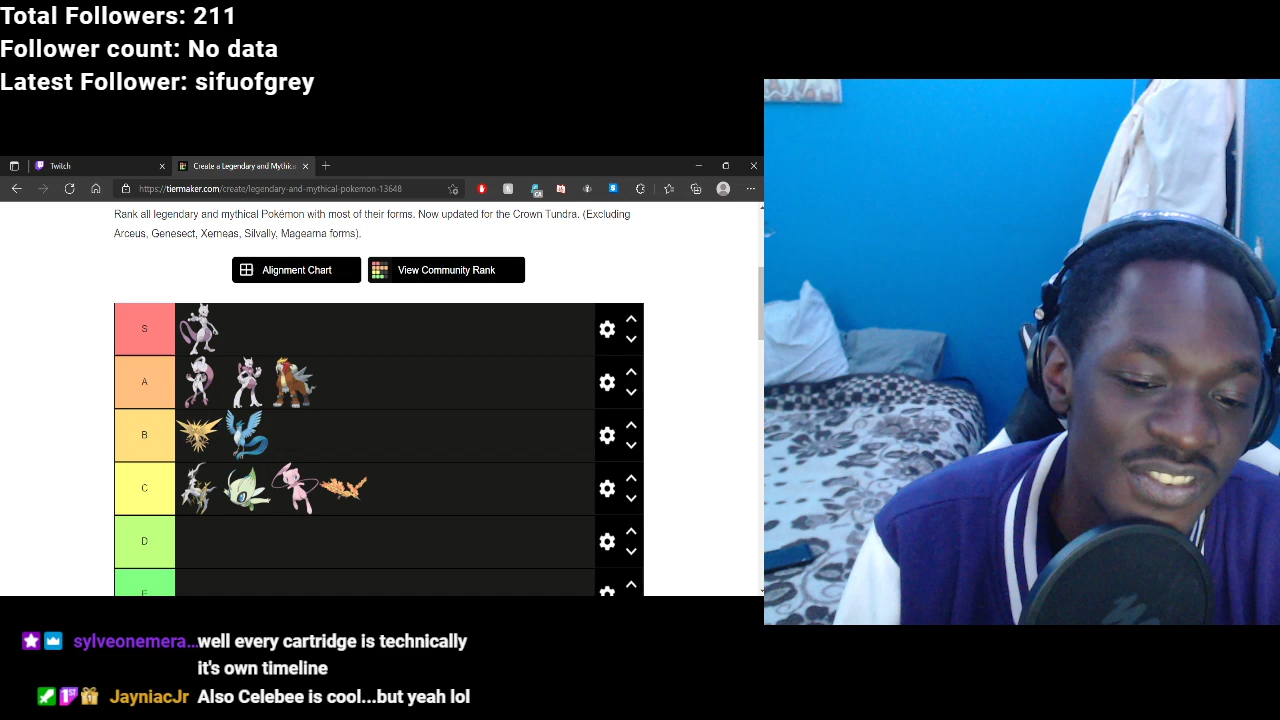 Total Followers: 211
Follower count: No data
Latest Follower: sifuofgrey
Twitch
Create a Legendary and Mythica
https://tiermaker.com/create/legendary-and-mythical-pokemon-13648
Rank all legendary and mythical Pokémon with most of their forms. Now updated for the Crown Tundra. (Excluding
Arceus, Genesect, Xerneas, Silvally, Magearna forms).
Alignment Chart
View Community Rank
S
A
B
C
D
sylveonemera... well every cartridge is technically
it's own timeline
JayniacJr Also Celebee is cool...but yeah lol